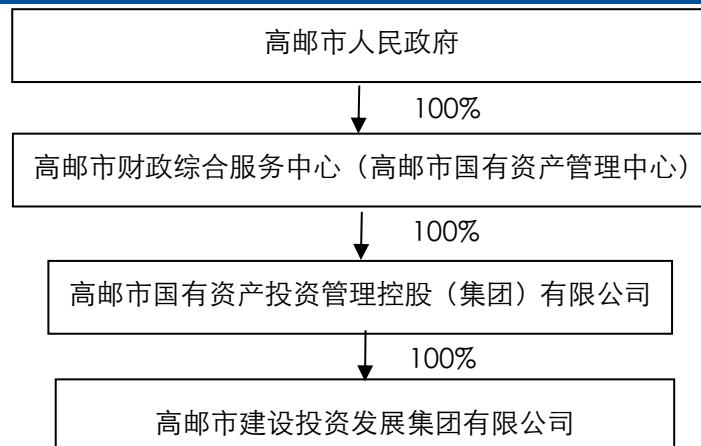 高邮市人民政府
100%
高邮市财政综合服务中心（高邮市国有资产管理中心）
100%
高邮市国有资产投资管理控股（集团）有限公司
100%
高邮市建设投资发展集团有限公司